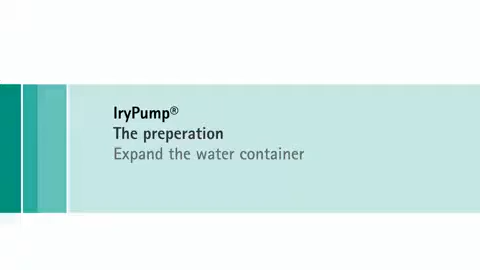 IryPump®
The preperation
Expand the water container